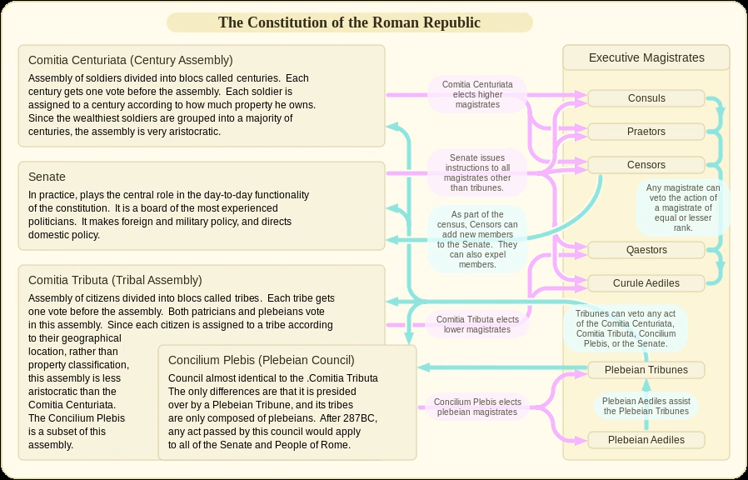 The Constitution of the Roman Republic
Comitia Centuriata (Century Assembly)
Assembly of soldiers divided into blocs called centuries. Each
century gets one vote before the assembly. Each soldier is
assigned to a century according to how much property he owns.
Since the wealthiest soldiers are grouped into a majority of
centuries, the assembly is very aristocratic.
Senate
In practice, plays the central role in the day-to-day functionality
of the constitution. It is a board of the most experienced
politicians. It makes foreign and military policy, and directs
domestic policy.
Comitia Tributa (Tribal Assembly)
Assembly of citizens divided into blocs called tribes. Each tribe gets
one vote before the assembly. Both patricians and plebeians vote
in this assembly. Since each citizen is assigned to a tribe according
to their geographical
location, rather than
property classification,
this assembly is less
aristocratic than the
Comitia Centuriata.
The Concilium Plebis
is a subset of this
assembly.
Concilium Plebis (Plebeian Council)
Council almost identical to the .Comitia Tributa
The only differences are that it is presided
over by a Plebeian Tribune, and its tribes
are only composed of plebeians. After 287BC,
any act passed by this council would apply
to all of the Senate and People of Rome.
Comitia Centuriata
elects higher
magistrates
Senate issues
instructions to all
magistrates other
than tribunes.
As part of the
census, Censors can
add new members
to the Senate. They
can also expel
members.
Comitia Tributa elects
lower magistrates
Concilium Plebis elects
plebeian magistrates
Executive Magistrates
Consuls
Praetors
Censors
Any magistrate can
veto the action of
a magistrate of
equal or lesser
rank.
Qaestors
Curule Aediles
Tribunes can veto any act
of the Comitia Centuriata,
Comitia Tributa, Concilium
Plebis, or the Senate.
Plebeian Tribunes
Plebeian Aediles assist
the Plebeian Tribunes
Plebeian Aediles